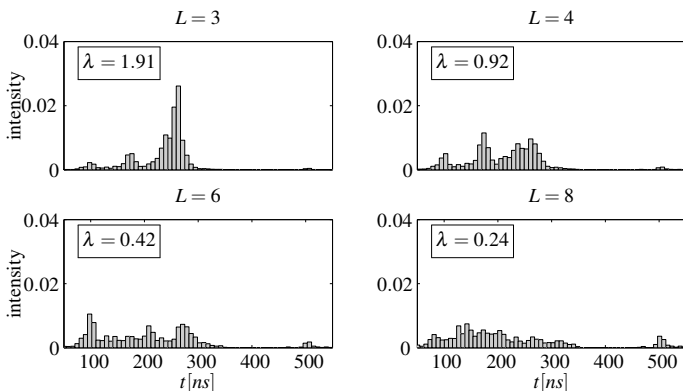 L = 3
L = 4
0.04
0.02
0
intensity
λ = 1.91
0.04
0.02
0
λ = 0.92
L = 6
L = 8
0.04
0.02
0
intensity
λ = 0.42
100 200 300 400 500
t[ns]
0.04
0.02
0
λ = 0.24
100 200 300 400 500
t[ns]